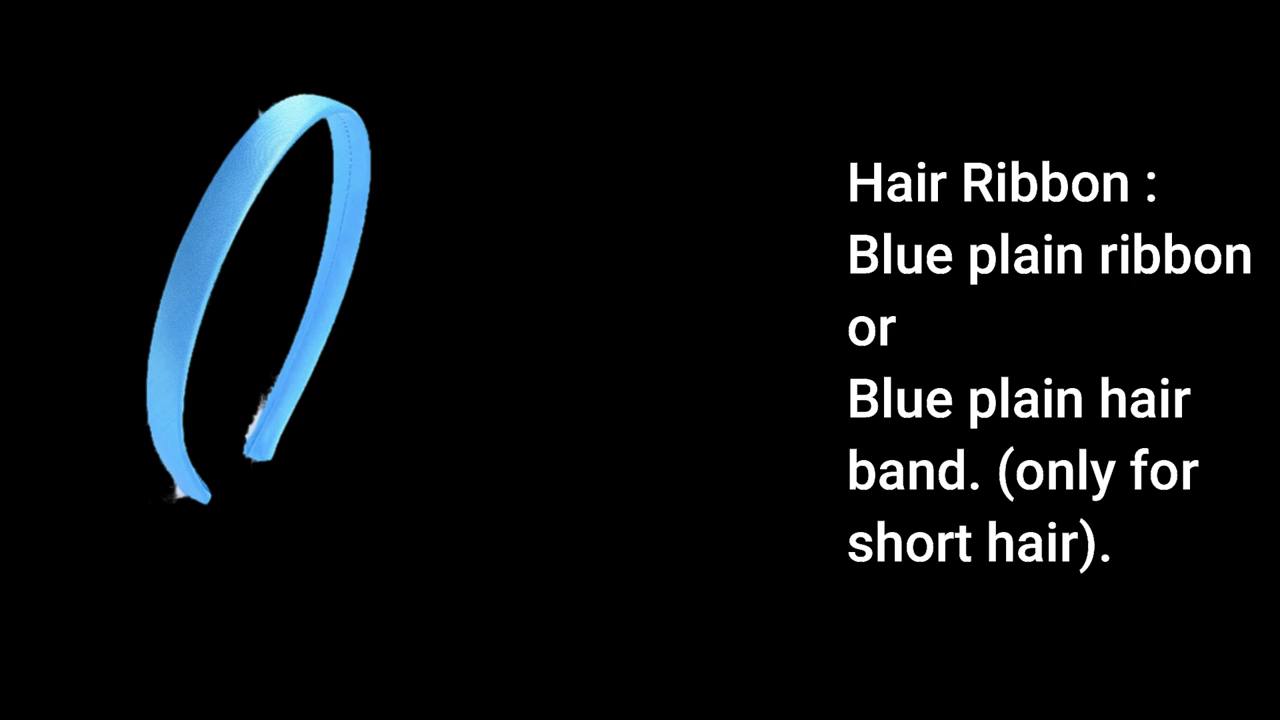 Hair Ribbon :
Blue plain ribbon
or
Blue plain hair
band. (only for
short hair).